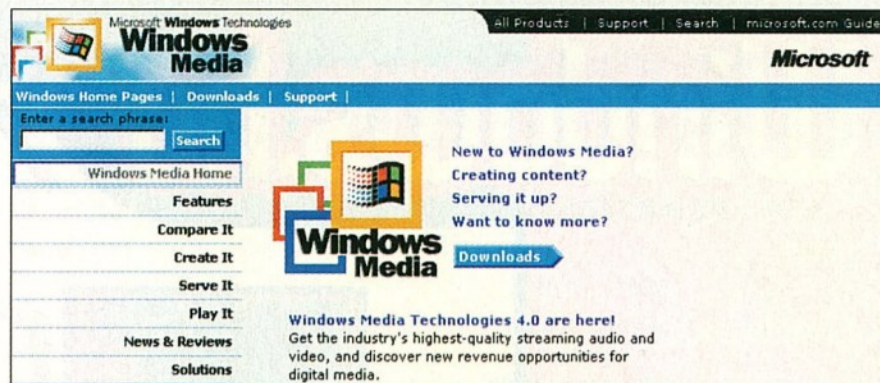 Microsoft Windows Technologies
Windows
Media
All Products | Support | Search | microsoft.com Guide
Microsoft
Windows Home Pages | Downloads | Support |
Enter a search phrase:
Search
Windows Media Home
Features
Compare It
Create It
Serve It
Play It
News & Reviews
Solutions
New to Windows Media?
Creating content?
Serving it up?
Want to know more?
Windows
Media
Downloads
Windows Media Technologies 4.0 are here!
Get the industry's highest-quality streaming audio and
video, and discover new revenue opportunities for
digital media.